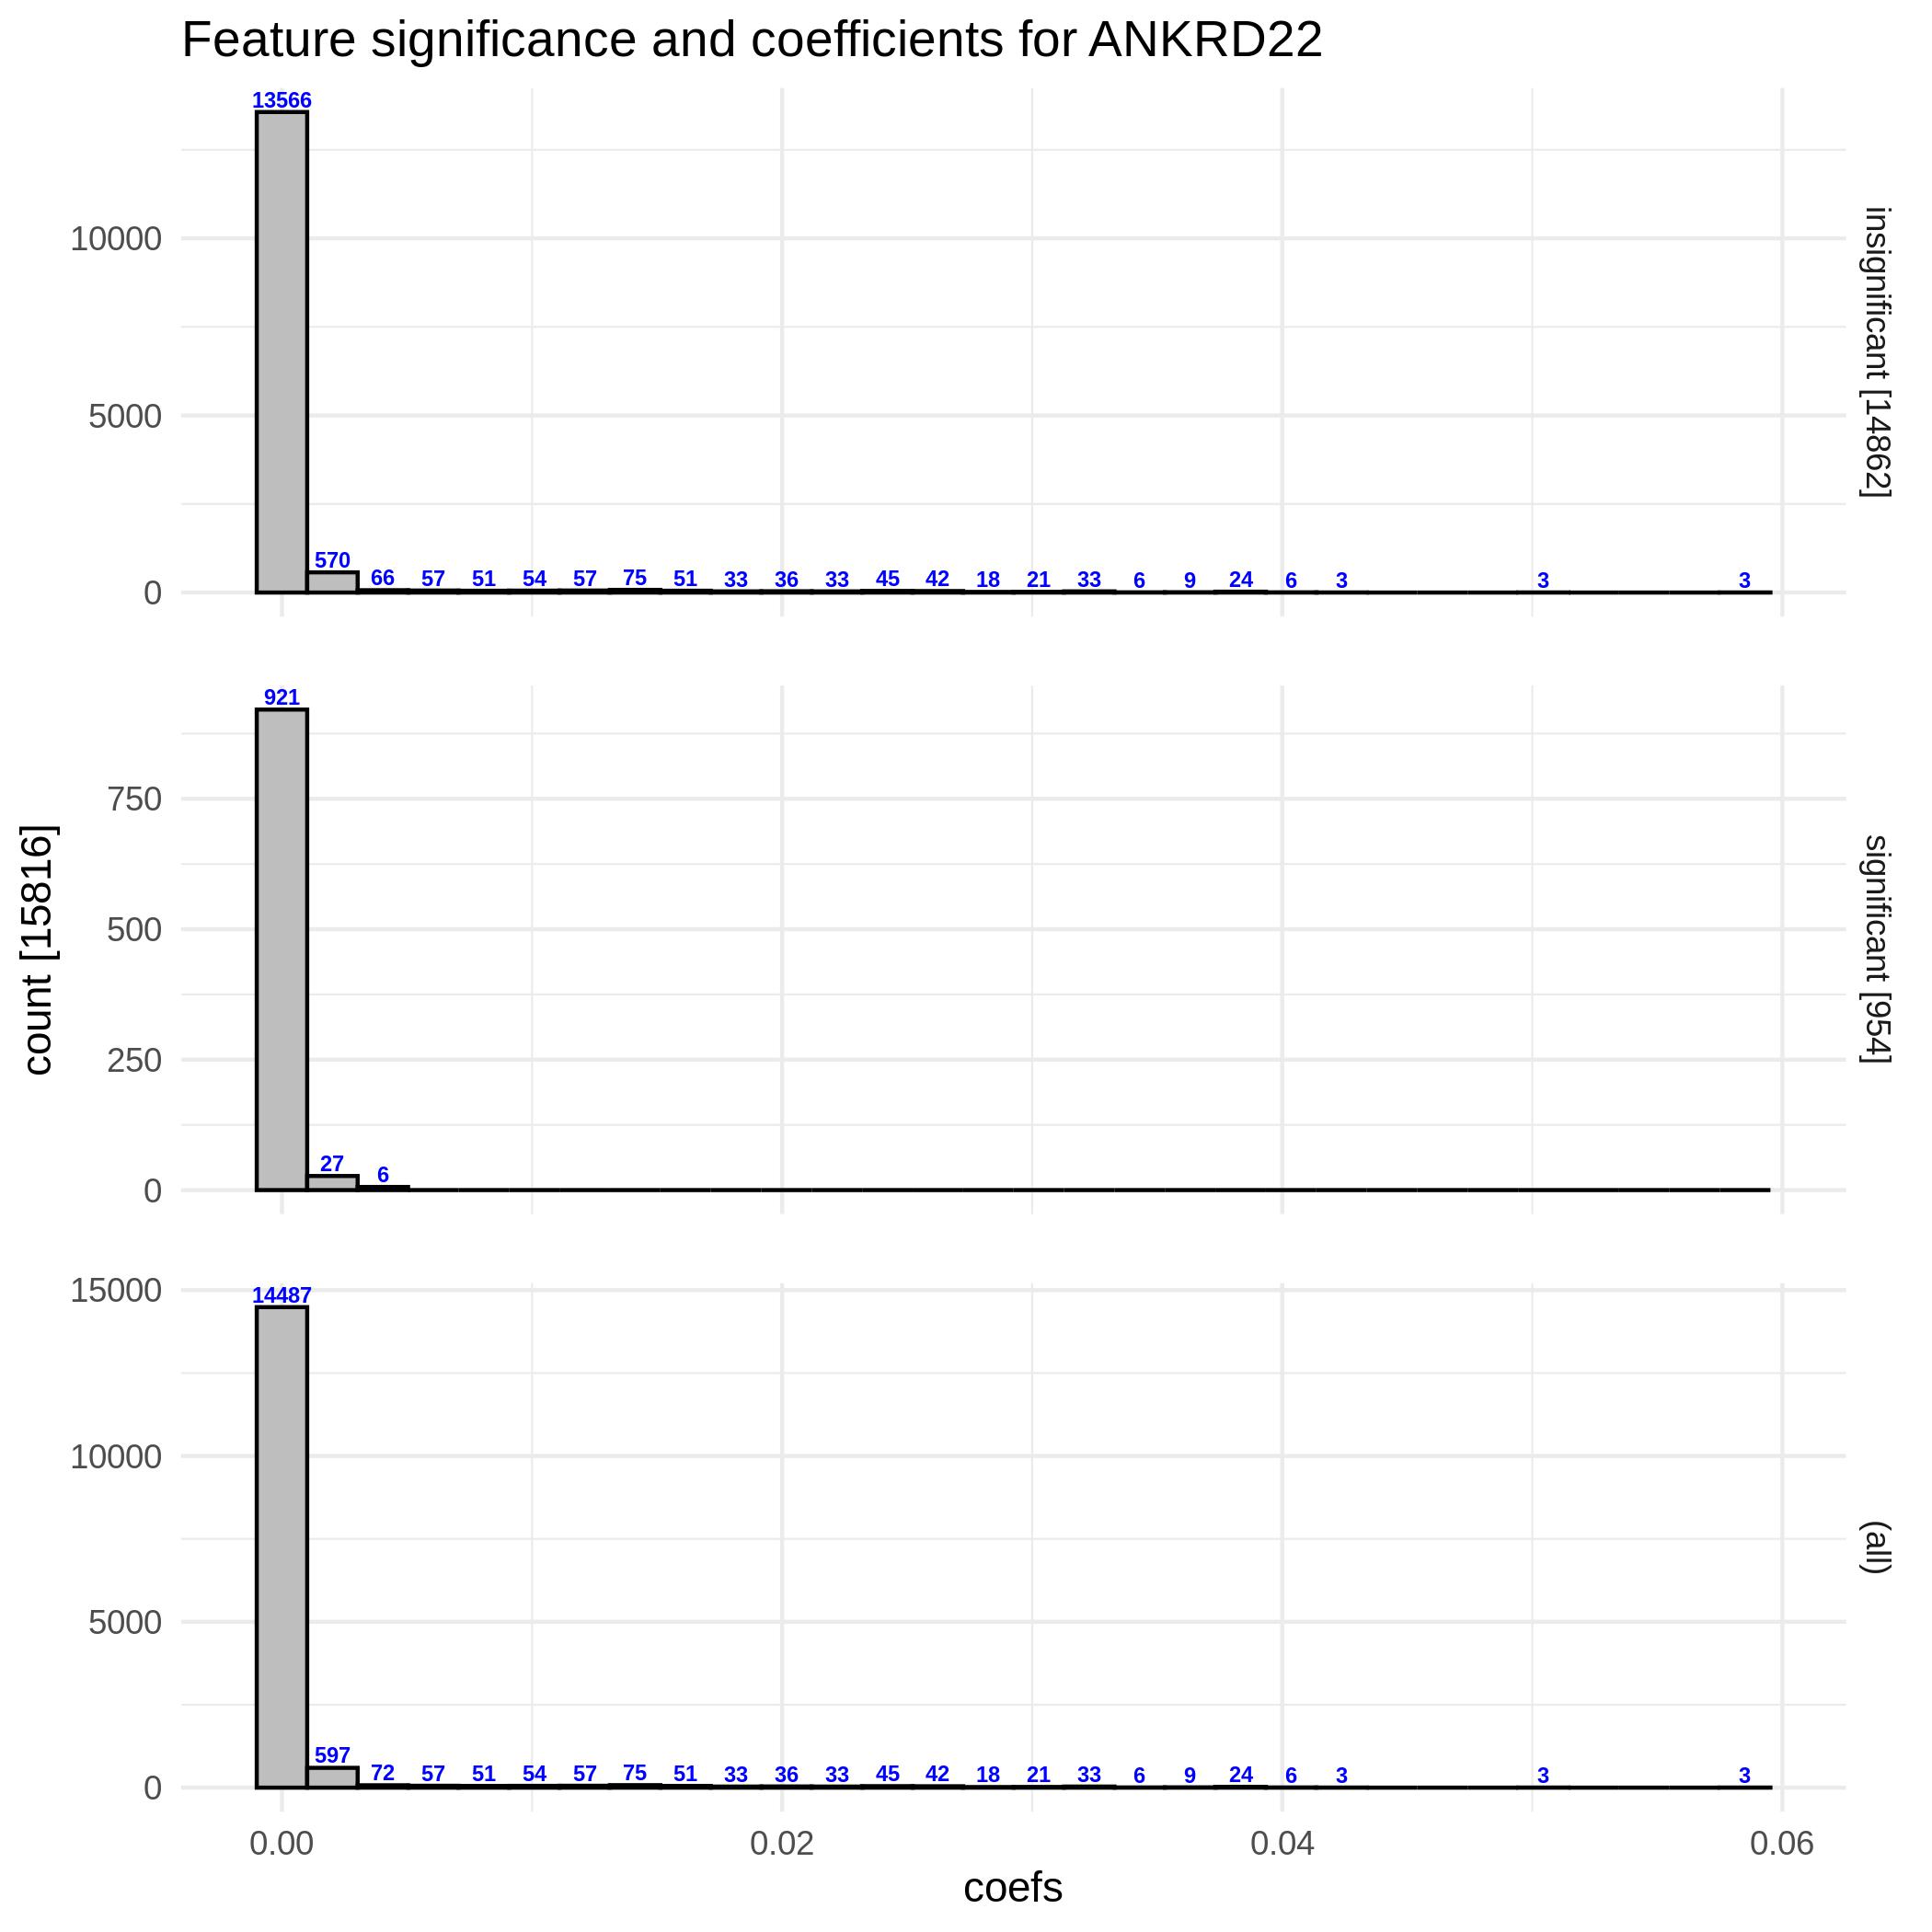 Feature significance and coefficients for ANKRD22
13566
570 66 57 51 54 57 75 51 33 36 33 45 42 18 21 33 6 9 24 6 3 3 3
10000
5000
0
insignificant [14862]
921
27 6
750
500
250
0
significant [954]
count [15816]
14487
597 72 57 51 54 57 75 51 33 36 33 45 42 18 21 33 6 9 24 6 3 3 3
15000
10000
5000
0
(all)
0.00 0.02 0.04 0.06
coefs